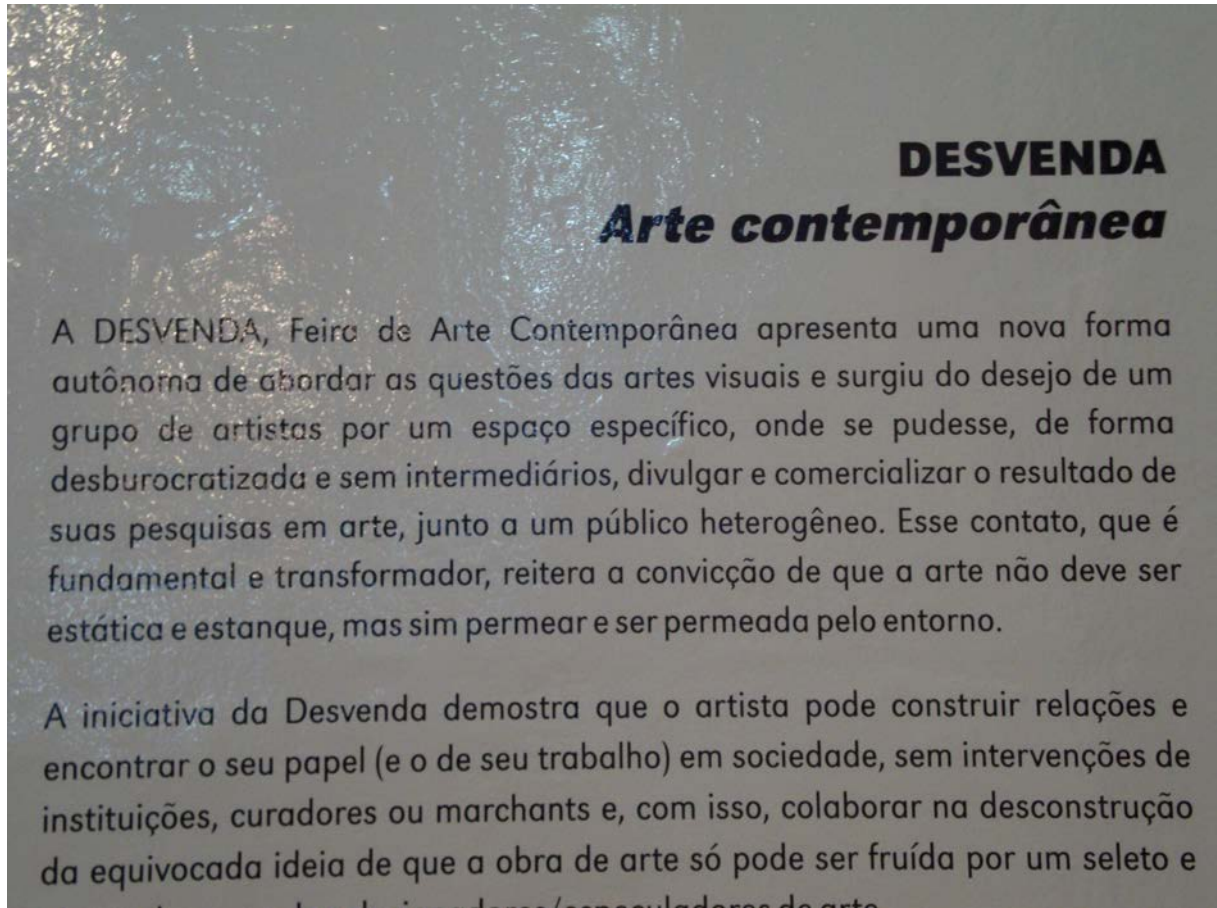 DESVENDA
Arte contemporânea
A DESVENDA, Feira de Arte Contemporânea apresenta uma nova forma
autônoma de abordar as questões das artes visuais e surgiu do desejo de um
grupo de artistas por um espaço específico, onde se pudesse, de forma
desburocratizada e sem intermediários, divulgar e comercializar o resultado de
suas pesquisas em arte, junto a um público heterogêneo. Esse contato, que é
fundamental e transformador, reitera a convicção de que a arte não deve ser
estática e estanque, mas sim permear e ser permeada pelo entorno.
A iniciativa da Desvenda demostra que o artista pode construir relações e
encontrar o seu papel (e o de seu trabalho) em sociedade, sem intervenções de
instituições, curadores ou marchants e, com isso, colaborar na desconstrução
da equivocada ideia de que a obra de arte só pode ser fruída por um seleto e
de arte